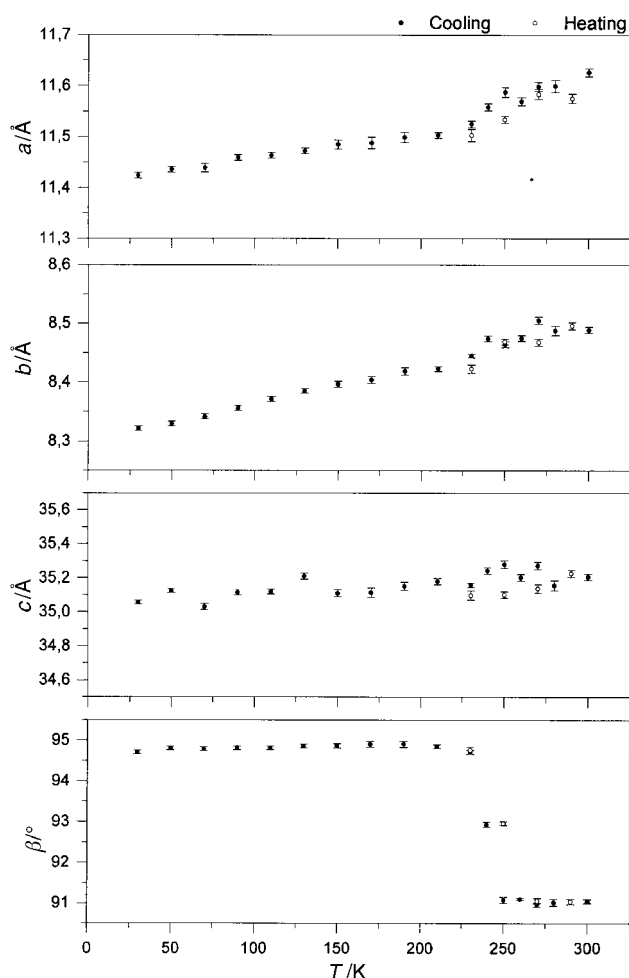 Cooling Heating
11,7
11,6
11,5
11,4
11,3
a/Å
8,6
8,5
8,4
8,3
b/Å
35,6
35,4
35,2
35,0
34,8
34,6
c/Å
95
94
93
92
91
β/°
0 50 100 150 200 250 300
T /K